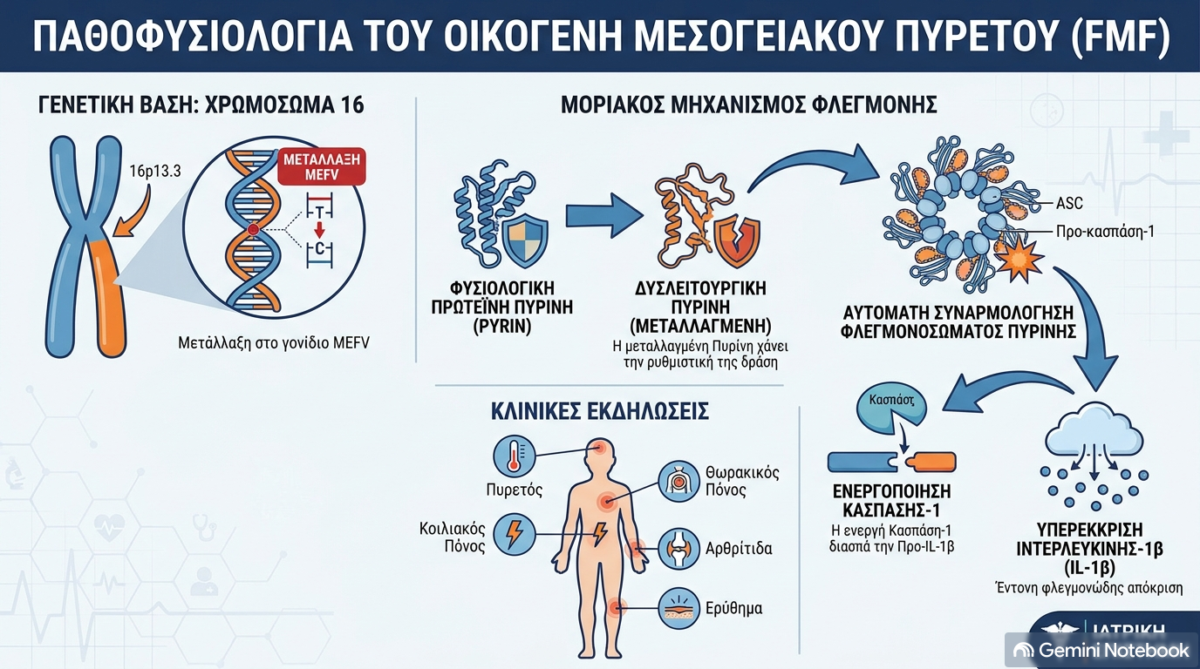 ΠΑΘΟΦΥΣΙΟΛΟΓΙΑ ΤΟΥ ΟΙΚΟΓΕΝΗ ΜΕΣΟΓΕΙΑΚΟΥ ΠΥΡΕΤΟΥ (FMF)
ΓΕΝΕΤΙΚΗ ΒΑΣΗ: ΧΡΩΜΟΣΩΜΑ 16
16p13.3
ΜΕΤΑΛΛΑΞΗ
MEFV
T
C
Μετάλλαξη στο γονίδιο MEFV
ΜΟΡΙΑΚΟΣ ΜΗΧΑΝΙΣΜΟΣ ΦΛΕΓΜΟΝΗΣ
ΦΥΣΙΟΛΟΓΙΚΗ
ΠΡΩΤΕΪΝΗ ΠΥΡΙΝΗ
(PYRIN)
ΔΥΣΛΕΙΤΟΥΡΓΙΚΗ
ΠΥΡΙΝΗ
(ΜΕΤΑΛΛΑΓΜΕΝΗ)
Η μεταλλαγμένη Πυρίνη χάνει
την ρυθμιστική της δράση
ASC
Προ-κασπάση-1
ΑΥΤΟΜΑΤΗ ΣΥΝΑΡΜΟΛΟΓΗΣΗ
ΦΛΕΓΜΟΝΟΣΩΜΑΤΟΣ ΠΥΡΙΝΗΣ
ΕΝΕΡΓΟΠΟΙΗΣΗ
ΚΑΣΠΑΣΗΣ-1
Η ενεργή Κασπάση-1
διασπά την Προ-IL-1β
ΥΠΕΡΕΚΚΡΙΣΗ
ΙΝΤΕΡΛΕΥΚΙΝΗΣ-1β
(IL-1β)
Έντονη φλεγμονώδης απόκριση
ΚΛΙΝΙΚΕΣ ΕΚΔΗΛΩΣΕΙΣ
Πυρετός
Κοιλιακός
Πόνος
Θωρακικός
Πόνος
Αρθρίτιδα
Ερύθημα
ΙΑΤΡΙΚΗ
Gemini Notebook